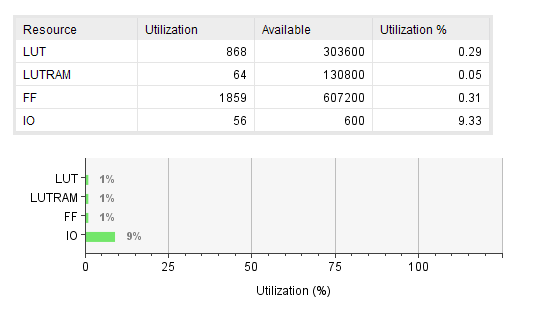 Resource Utilization Available Utilization %
LUT 868 303600 0.29
LUTRAM 64 130800 0.05
FF 1859 607200 0.31
IO 56 600 9.33
LUT 1%
LUTRAM 1%
FF 1%
IO 9%
0 25 50 75 100
Utilization (%)